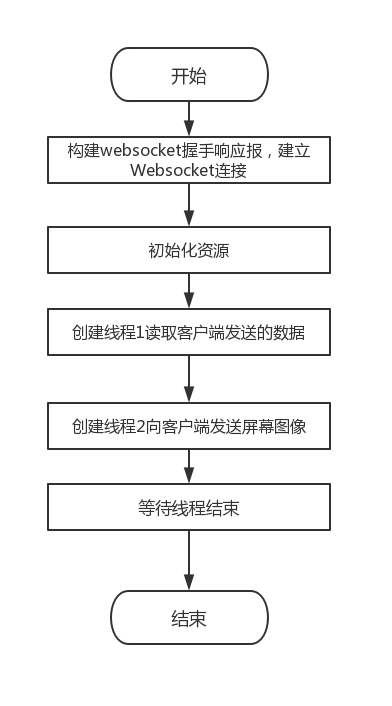 开始
构建websocket握手响应报，建立
Websocket连接
初始化资源
创建线程1读取客户端发送的数据
创建线程2向客户端发送屏幕图像
等待线程结束
结束